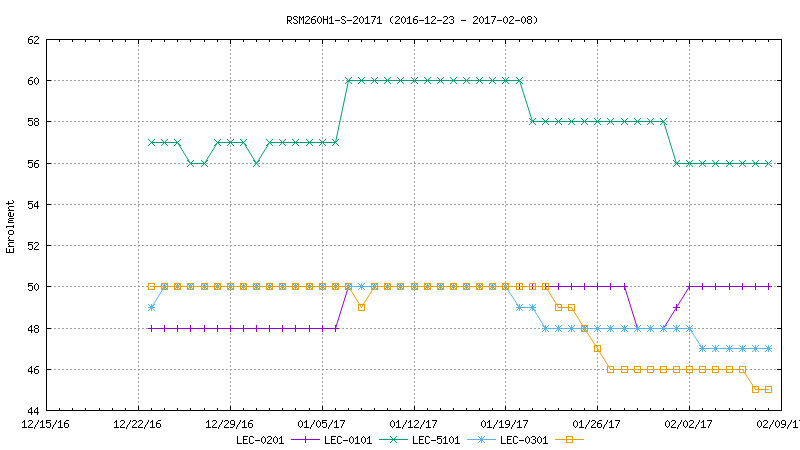 RSM260H1-S-20171 (2016-12-23 - 2017-02-08)
62
60
58
56
54
52
50
48
46
44
Enrolment
12/15/16 12/22/16 12/29/16 01/05/17 01/12/17 01/19/17 01/26/17 02/02/17 02/09/1
LEC-0201 LEC-0101 LEC-5101 LEC-0301